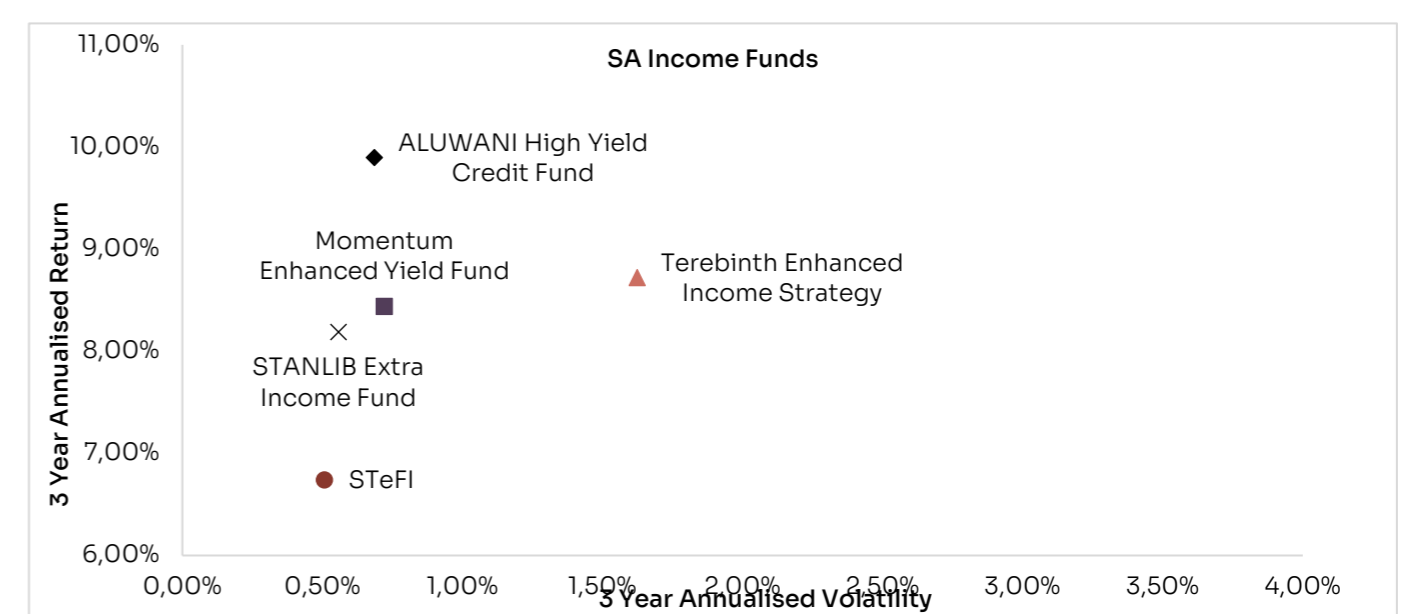 SA Income Funds
11,00%
10,00%
9,00%
8,00%
7,00%
6,00%
3 Year Annualised Return
ALUWANI High Yield
Credit Fund
Momentum
Enhanced Yield Fund
Terebinth Enhanced
Income Strategy
STANLIB Extra
Income Fund
STeFI
0,00% 0,50% 1,00% 1,50% 2,00% 2,50% 3,00% 3,50% 4,00%
3 Year Annualised Volatility